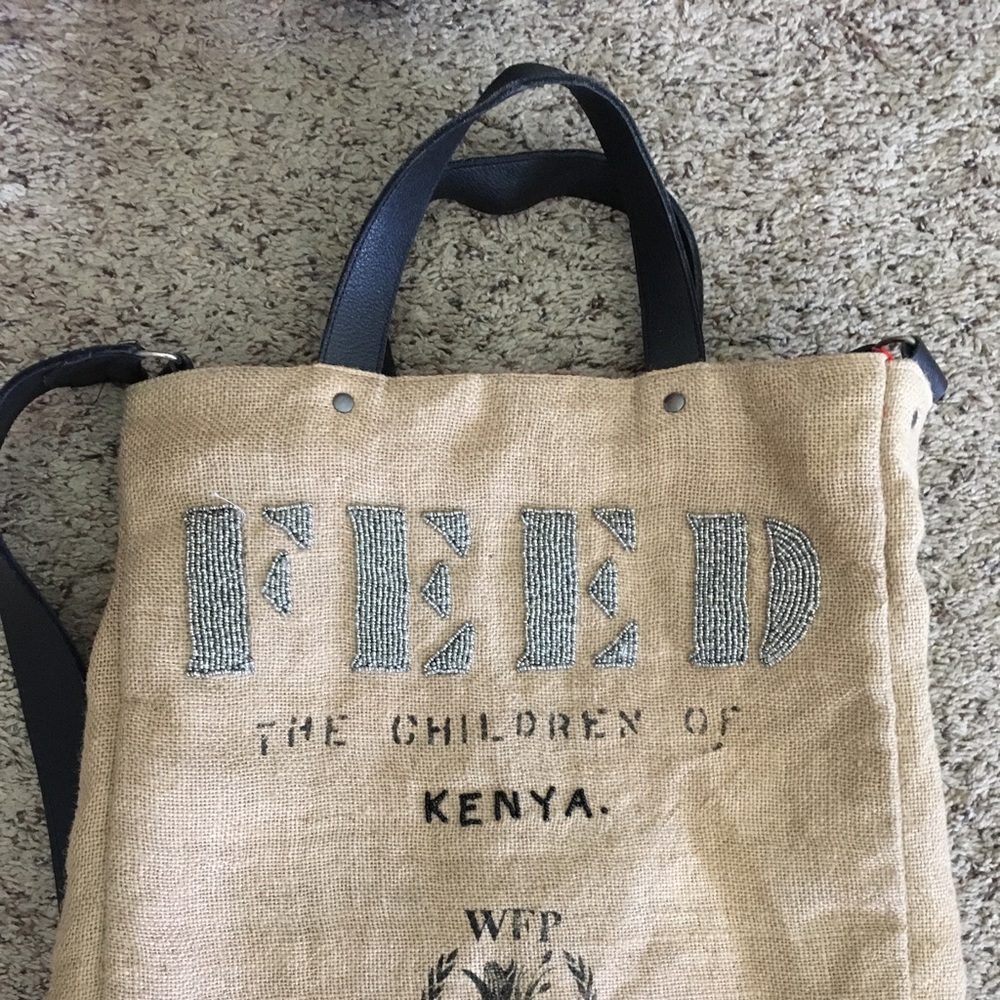 FEED
THE CHILDREN OF
KENYA.
WFP